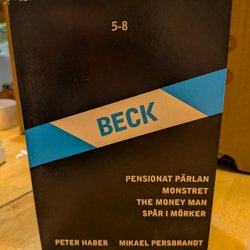 5-8
BECK
PENSIONAT PÄRLAN
MONSTRET
THE MONEY MAN
SPÅR I MÖRKER
PETER HABER MIKAEL PERSBRANDT